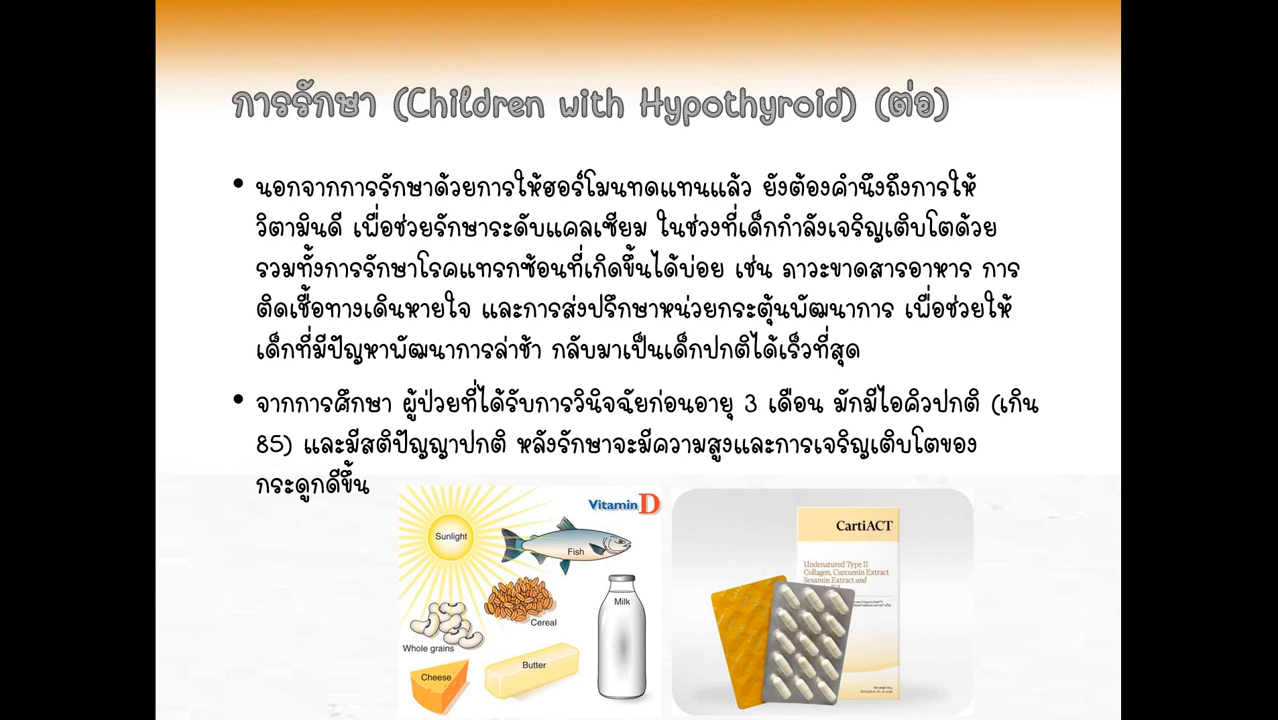 การรักษา (Children with Hypothyroid) (ต่อ)
• นอกจากการรักษาด้วยการให้ฮอร์โมนทดแทนแล้ว ยังต้องคำนึงถึงการให้
วิตามินดี เพื่อช่วยรักษาระดับแคลเซียม ในช่วงที่เด็กกำลังเจริญเติบโตด้วย
รวมทั้งการรักษาโรคแทรกซ้อนที่เกิดขึ้นได้บ่อย เช่น ภาวะขาดสารอาหาร การ
ติดเชื้อทางเดินหายใจ และการส่งปรึกษาหน่วยกระตุ้นพัฒนาการ เพื่อช่วยให้
เด็กที่มีปัญหาพัฒนาการล่าช้า กลับมาเป็นเด็กปกติได้เร็วที่สุด
• จากการศึกษา ผู้ป่วยที่ได้รับการวินิจฉัยก่อนอายุ 3 เดือน มักมีไอคิวปกติ (เกิน
85) และมีสติปัญญาปกติ หลังรักษาจะมีความสูงและการเจริญเติบโตของ
กระดูกดีขึ้น
Vitamin D
Sunlight
Fish
Milk
Cereal
Whole grains
Butter
Cheese
CartiACT
Undenatured Type II
Collagen, Curcumin Extract
Sesamin Extract and